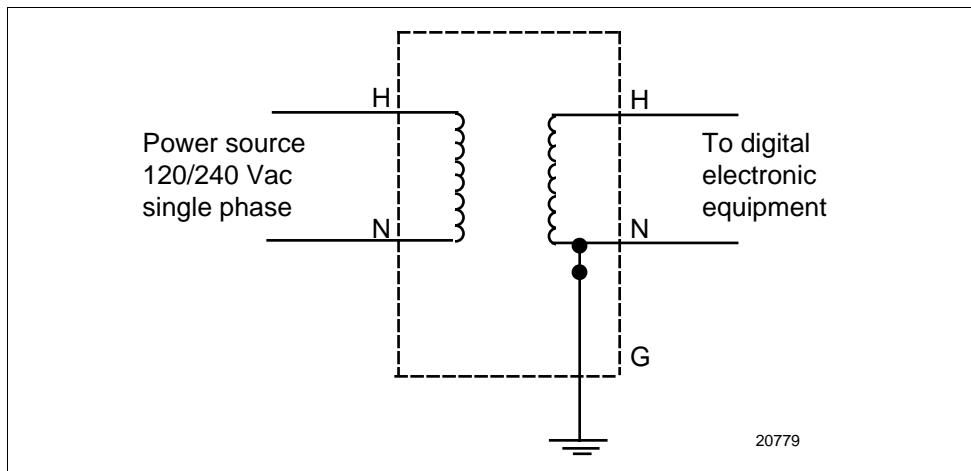 H
H
Power source
120/240 Vac
single phase
To digital
electronic
equipment
N
N
G
20779